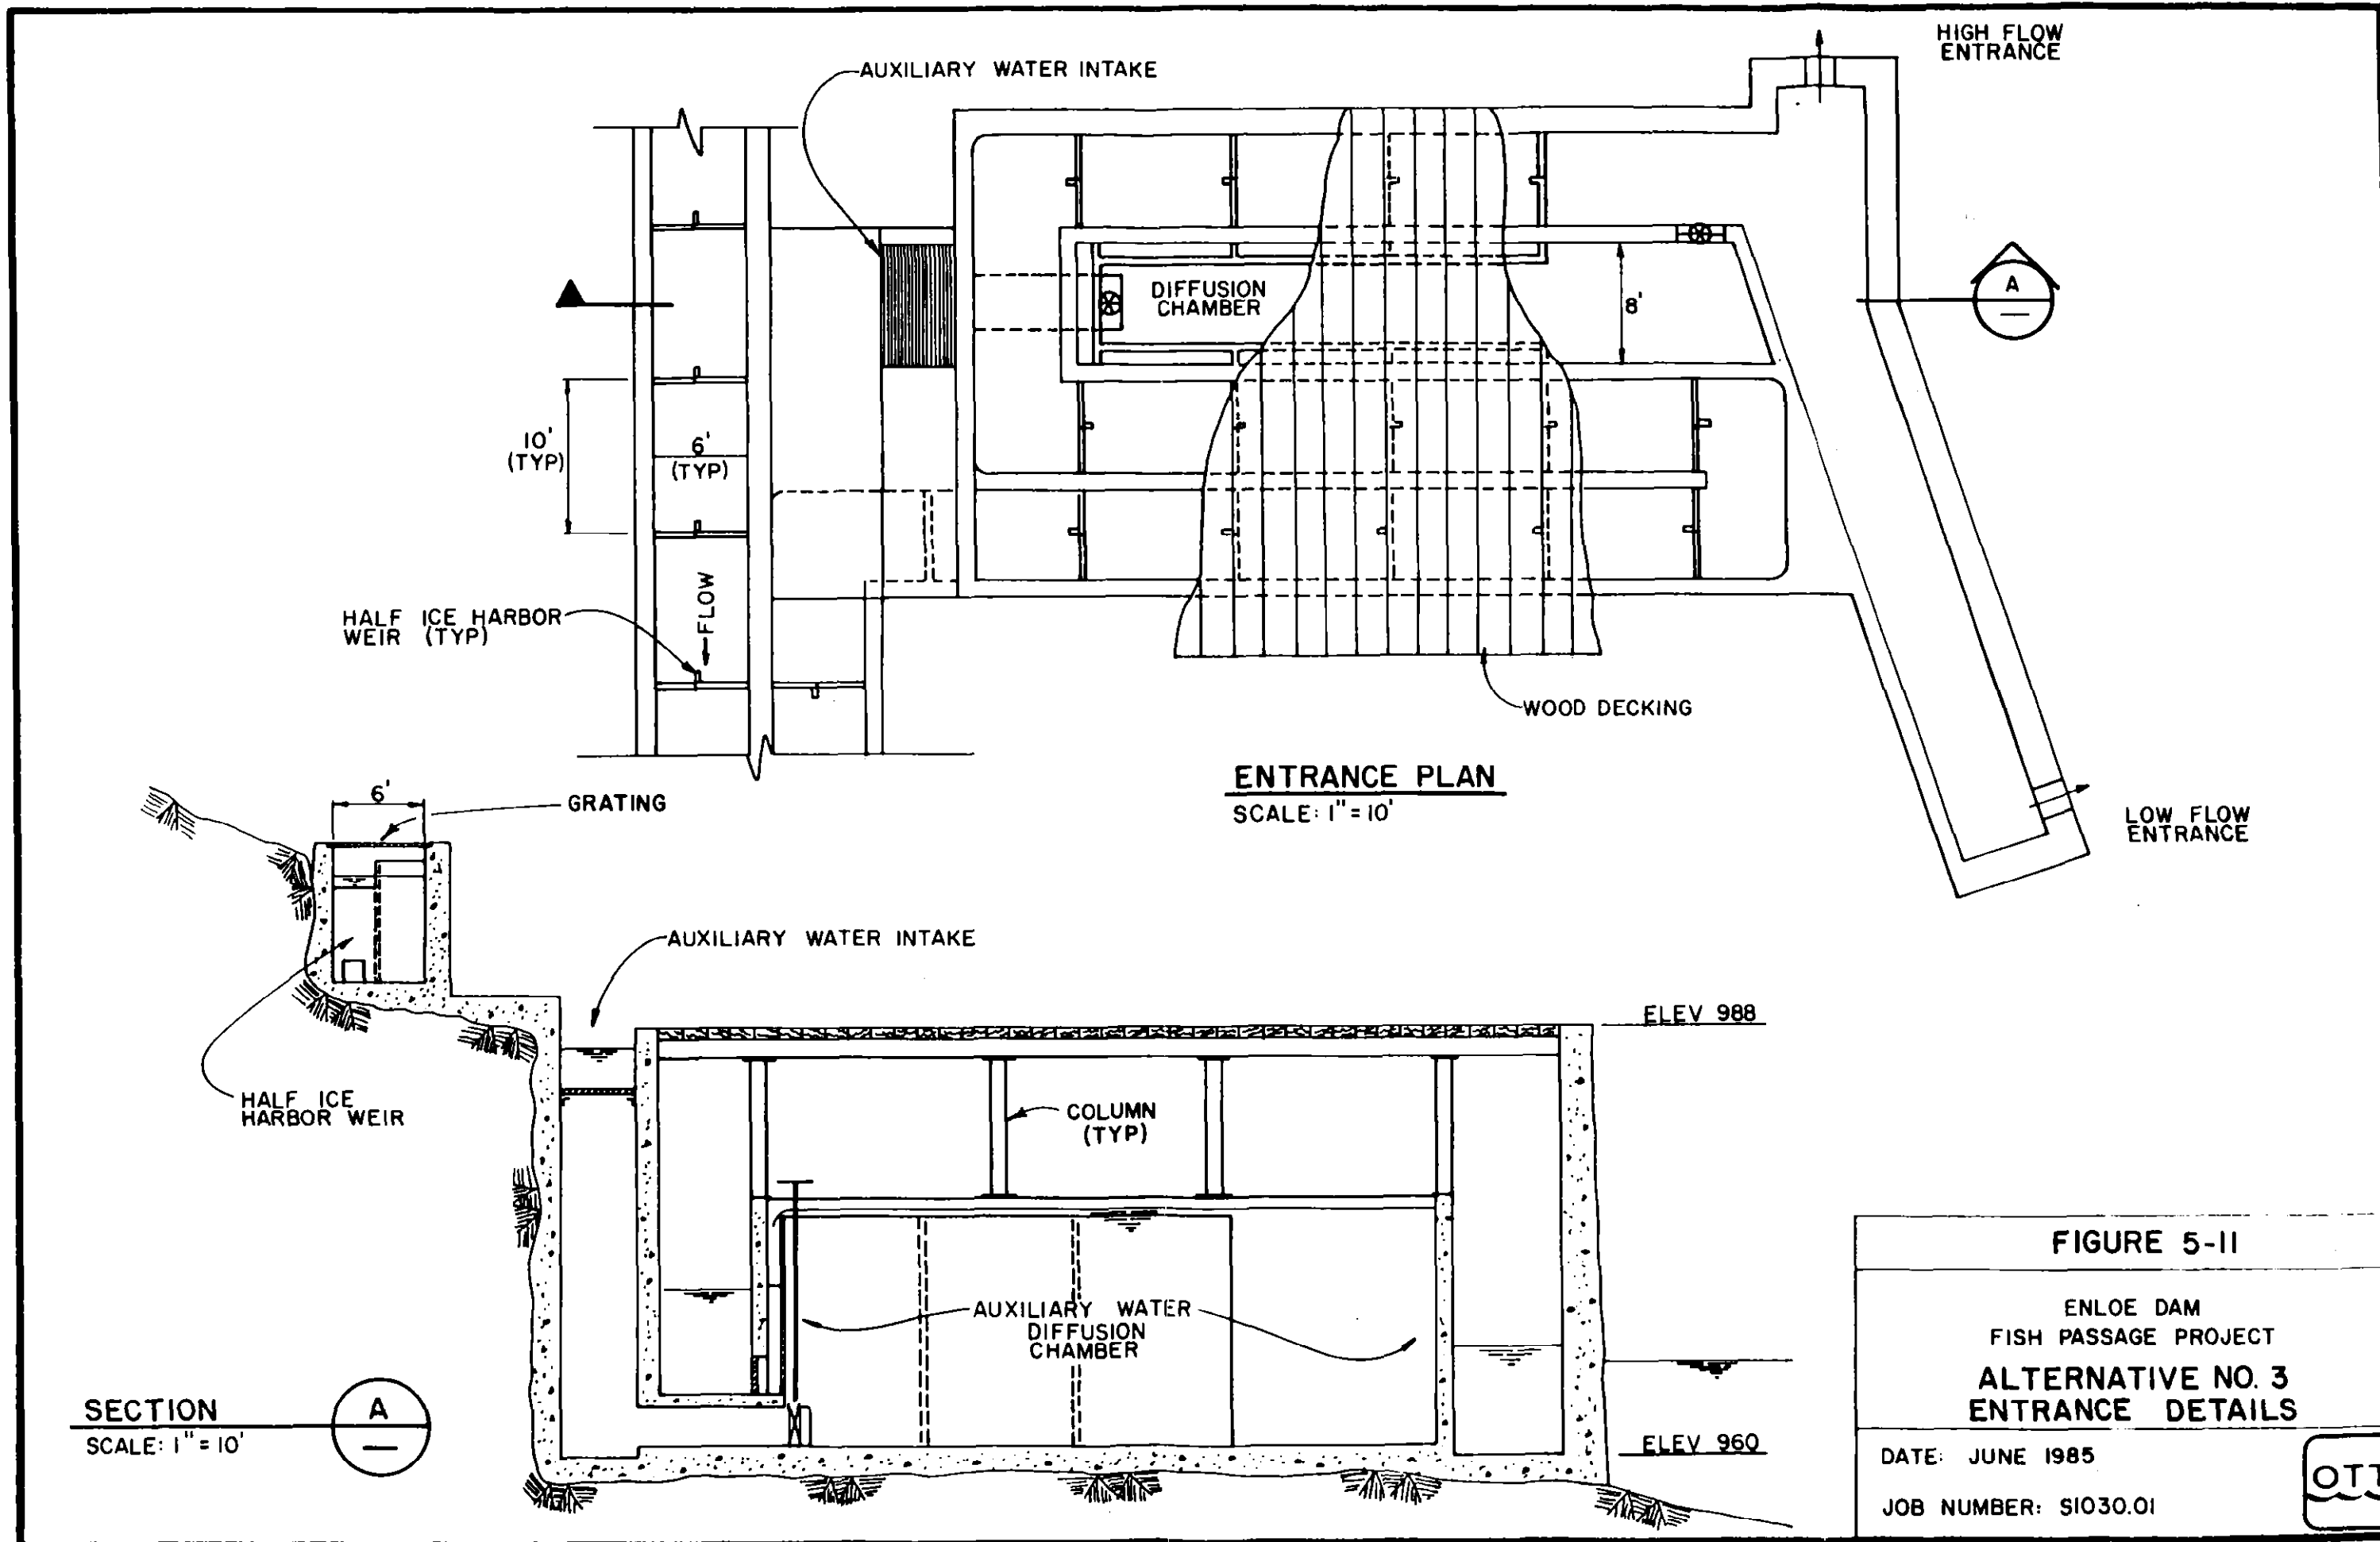 HIGH FLOW
ENTRANCE
AUXILIARY WATER INTAKE
DIFFUSION
CHAMBER
8'
A
10'
(TYP)
6'
(TYP)
FLOW
HALF ICE HARBOR
WEIR (TYP)
WOOD DECKING
ENTRANCE PLAN
SCALE: 1" = 10'
LOW FLOW
ENTRANCE
6'
GRATING
AUXILIARY WATER INTAKE
ELEV 988
HALF ICE
HARBOR WEIR
COLUMN
(TYP)
AUXILIARY WATER
DIFFUSION
CHAMBER
ELEV 960
SECTION
A
SCALE: 1" = 10'
FIGURE 5-11
ENLOE DAM
FISH PASSAGE PROJECT
ALTERNATIVE NO. 3
ENTRANCE DETAILS
DATE: JUNE 1985
JOB NUMBER: S1030.01
OTT